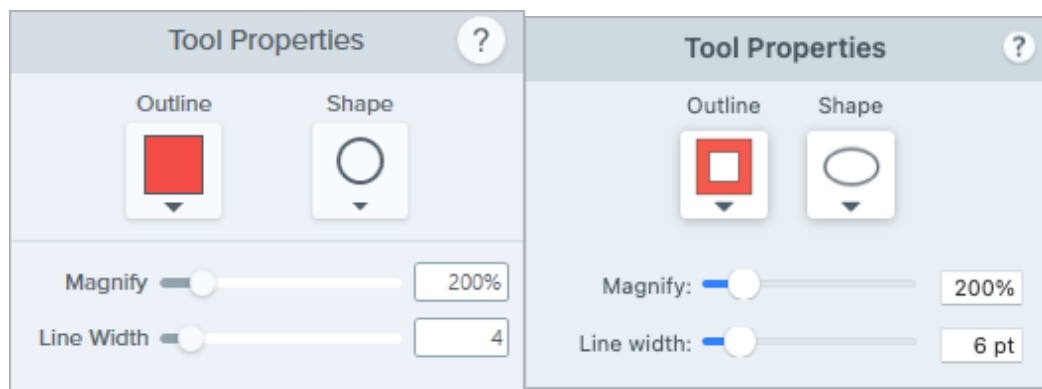 Tool Properties ?
Outline Shape
Magnify 200%
Line Width 4
Tool Properties ?
Outline Shape
Magnify: 200%
Line width: 6 pt